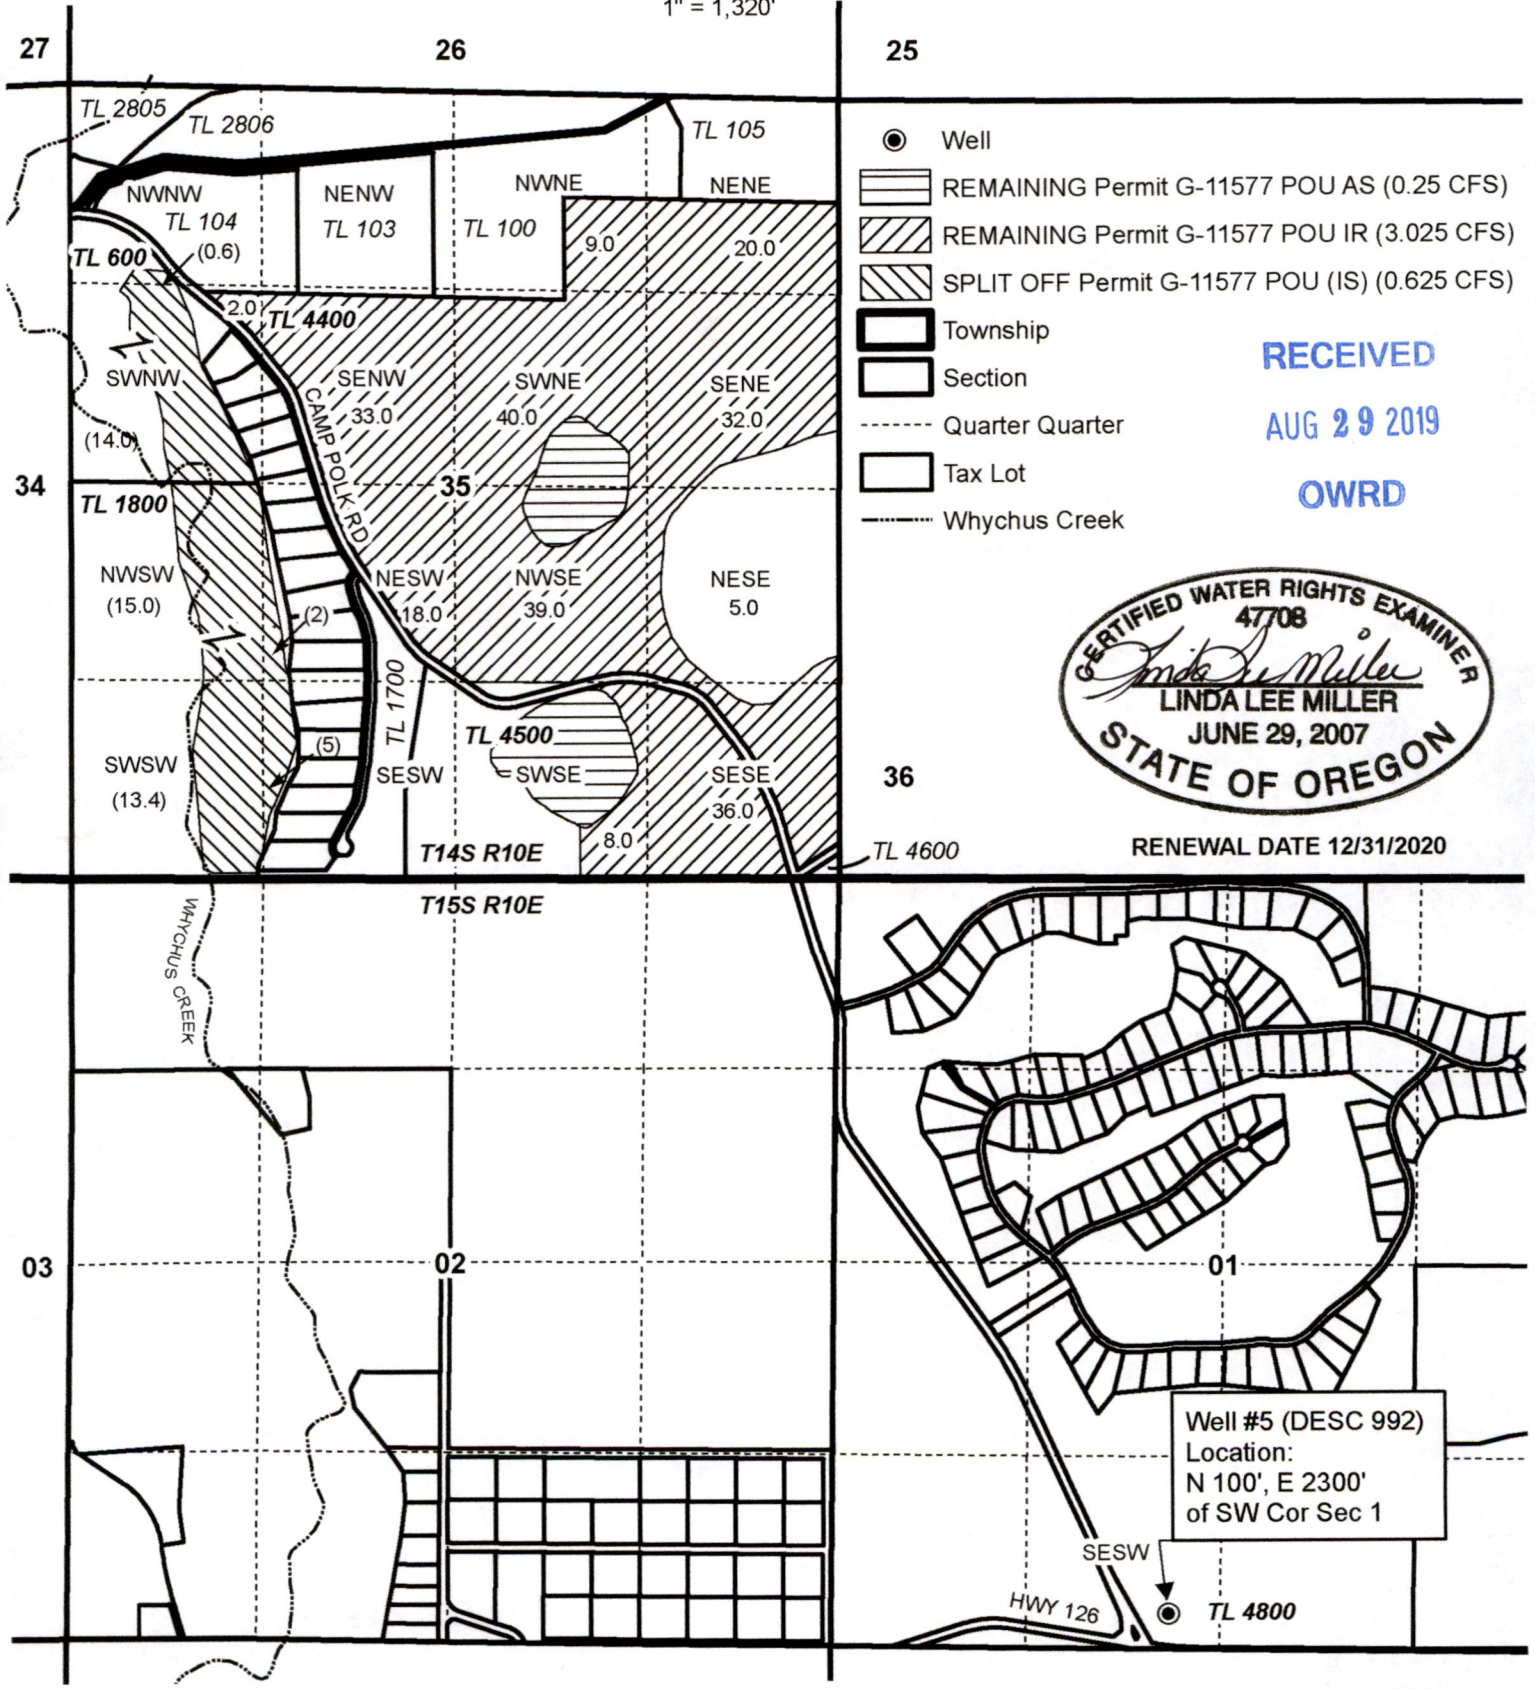 1" = 1,320'
27
26
25
TL 2805
TL 2806
TL 105
NWNW
NENW
NWNE
NENE
TL 104
TL 103
TL 100
TL 600
(0.6)
9.0
20.0
2.0
TL 4400
SWNW
SENW
SWNE
SENE
33.0
40.0
32.0
(14.0)
CAMP POLK RD
34
35
TL 1800
NWSW
NESW
NWSE
NESE
(15.0)
(2)
18.0
39.0
5.0
TL 1700
TL 4500
(5)
SWSW
SESW
SWSE
SESE
(13.4)
36.0
8.0
36
T14S R10E
TL 4600
T15S R10E
Well
REMAINING Permit G-11577 POU AS (0.25 CFS)
REMAINING Permit G-11577 POU IR (3.025 CFS)
SPLIT OFF Permit G-11577 POU (IS) (0.625 CFS)
Township
Section
Quarter Quarter
Tax Lot
Whychus Creek
RECEIVED
AUG 29 2019
OWRD
CERTIFIED WATER RIGHTS EXAMINER
47708
Linda Lee Miller
LINDA LEE MILLER
JUNE 29, 2007
STATE OF OREGON
RENEWAL DATE 12/31/2020
WHYCHUS CREEK
03
02
01
Well #5 (DESC 992)
Location:
N 100', E 2300'
of SW Cor Sec 1
SESW
HWY 126
TL 4800